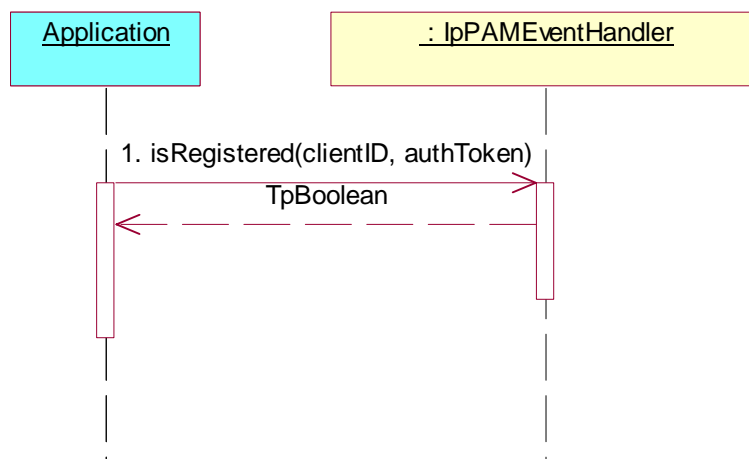 Application
: IpPAMEventHandler
1. isRegistered(clientID, authToken)
TpBoolean